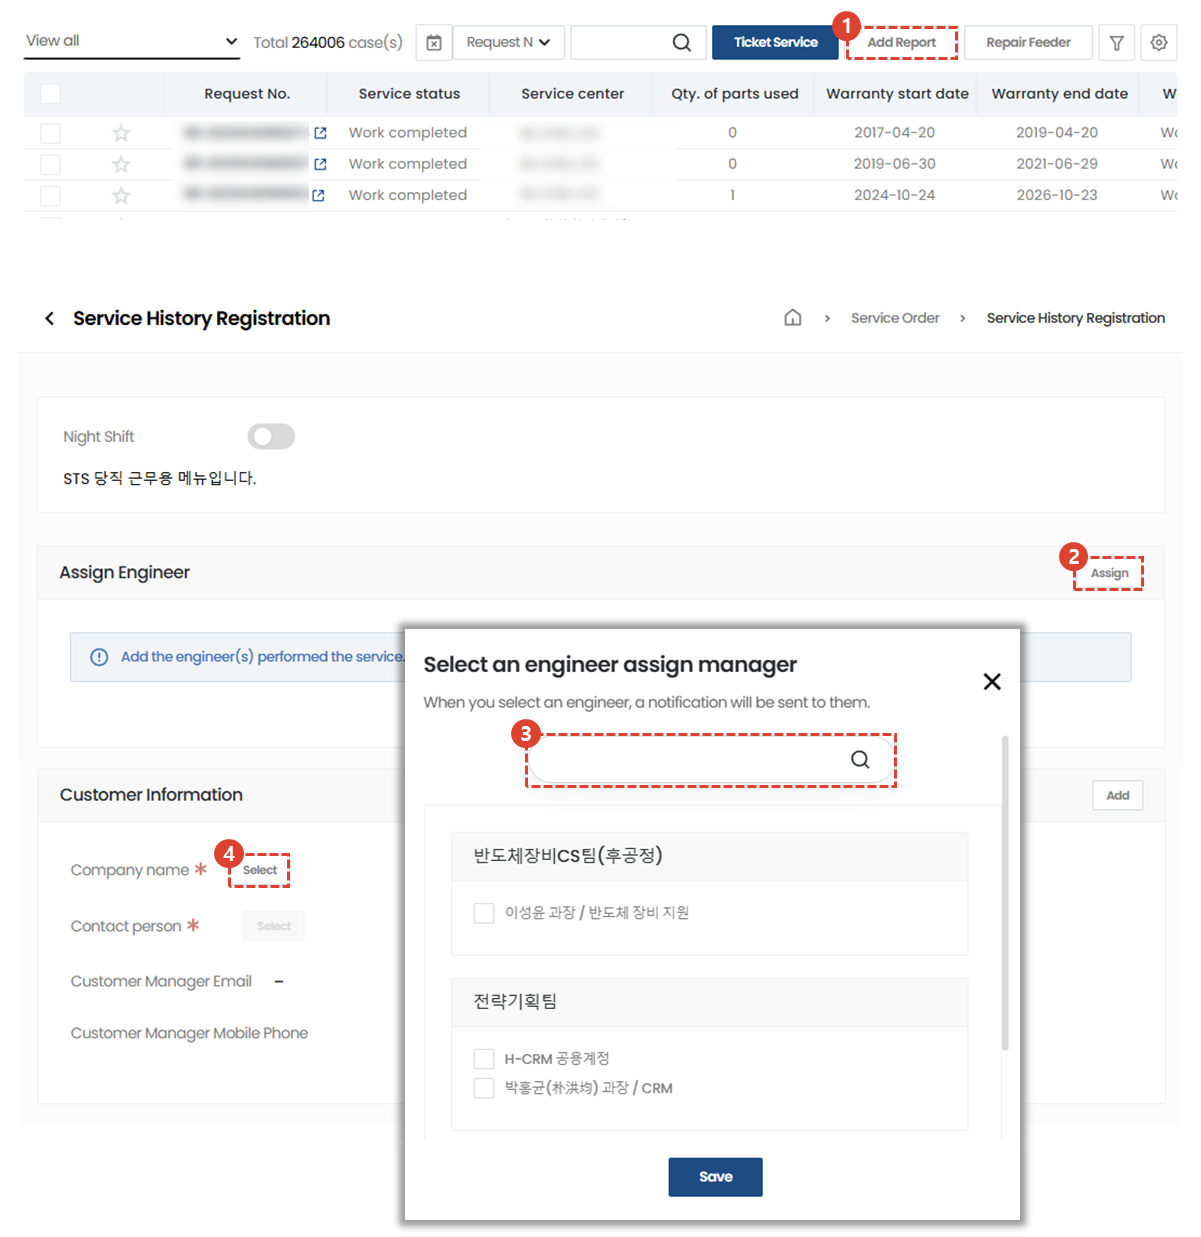 View all
Total 264006 case(s)
Request N
Ticket Service
1
Add Report
Repair Feeder
Request No. Service status Service center Qty. of parts used Warranty start date Warranty end date W
Work completed 0 2017-04-20 2019-04-20 Wo
Work completed 0 2019-06-30 2021-06-29 Wo
Work completed 1 2024-10-24 2026-10-23 Wo
Service History Registration
Service Order > Service History Registration
Night Shift
STS 당직 근무용 메뉴입니다.
Assign Engineer
2
Assign
Add the engineer(s) performed the service.
Select an engineer assign manager
When you select an engineer, a notification will be sent to them.
3
Customer Information
Add
4
Company name * Select
Contact person * Select
Customer Manager Email -
Customer Manager Mobile Phone
반도체장비CS팀(후공정)
이성윤 과장 / 반도체 장비 지원
전략기획팀
H-CRM 공용계정
박홍균(朴洪均) 과장 / CRM
Save